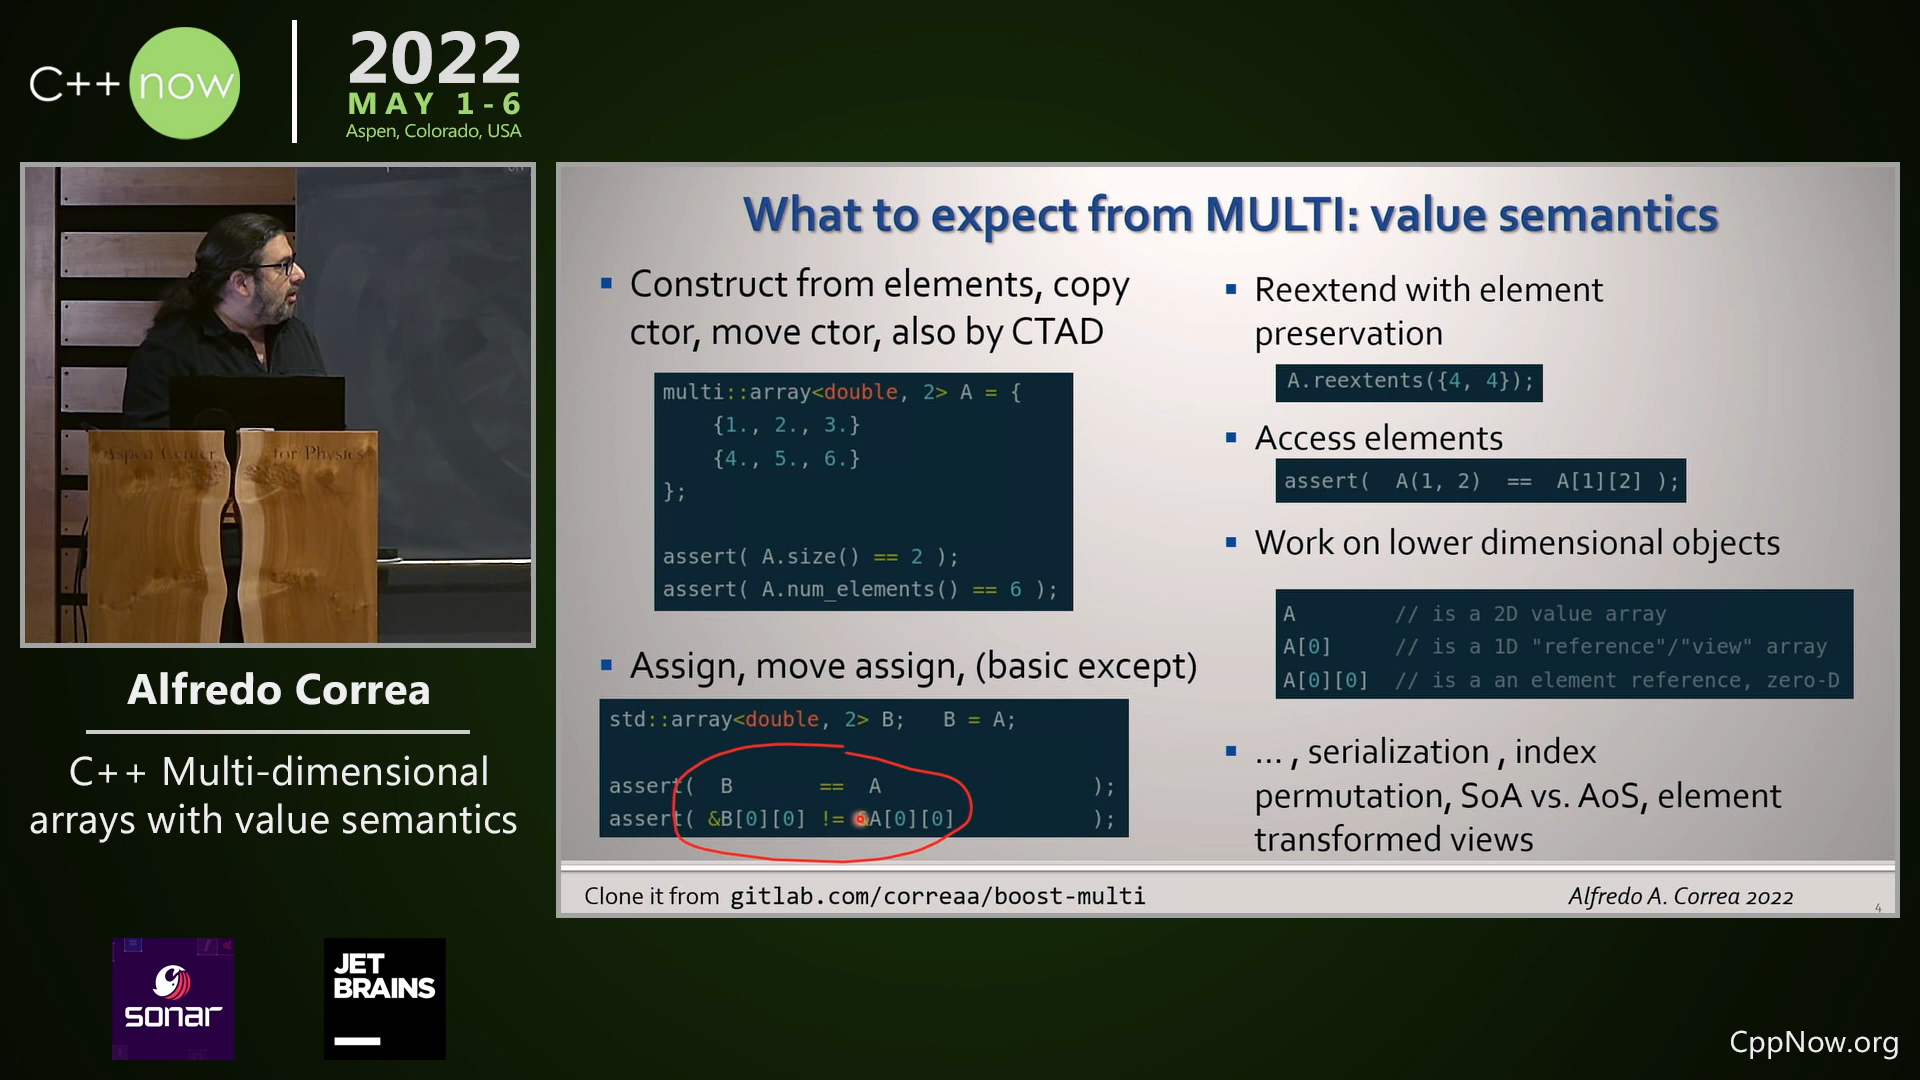 C++ now
2022
MAY 1-6
Aspen, Colorado, USA
Aspen Center for Physics
Alfredo Correa
C++ Multi-dimensional
arrays with value semantics
sonar
JET
BRAINS
What to expect from MULTI: value semantics
▪ Construct from elements, copy
ctor, move ctor, also by CTAD
multi::array<double, 2> A = {
{1., 2., 3.}
{4., 5., 6.}
};
assert( A.size() == 2 );
assert( A.num_elements() == 6 );
▪ Assign, move assign, (basic except)
std::array<double, 2> B;   B = A;
assert(  B       ==  A                 );
assert( &B[0][0] != &A[0][0]           );
▪ Reextend with element
preservation
A.reextents({4, 4});
▪ Access elements
assert(  A(1, 2)  ==  A[1][2] );
▪ Work on lower dimensional objects
A        // is a 2D value array
A[0]     // is a 1D "reference"/"view" array
A[0][0]  // is a an element reference, zero-D
▪ ... , serialization , index
permutation, SoA vs. AoS, element
transformed views
Clone it from gitlab.com/correaa/boost-multi
Alfredo A. Correa 2022
4
CppNow.org